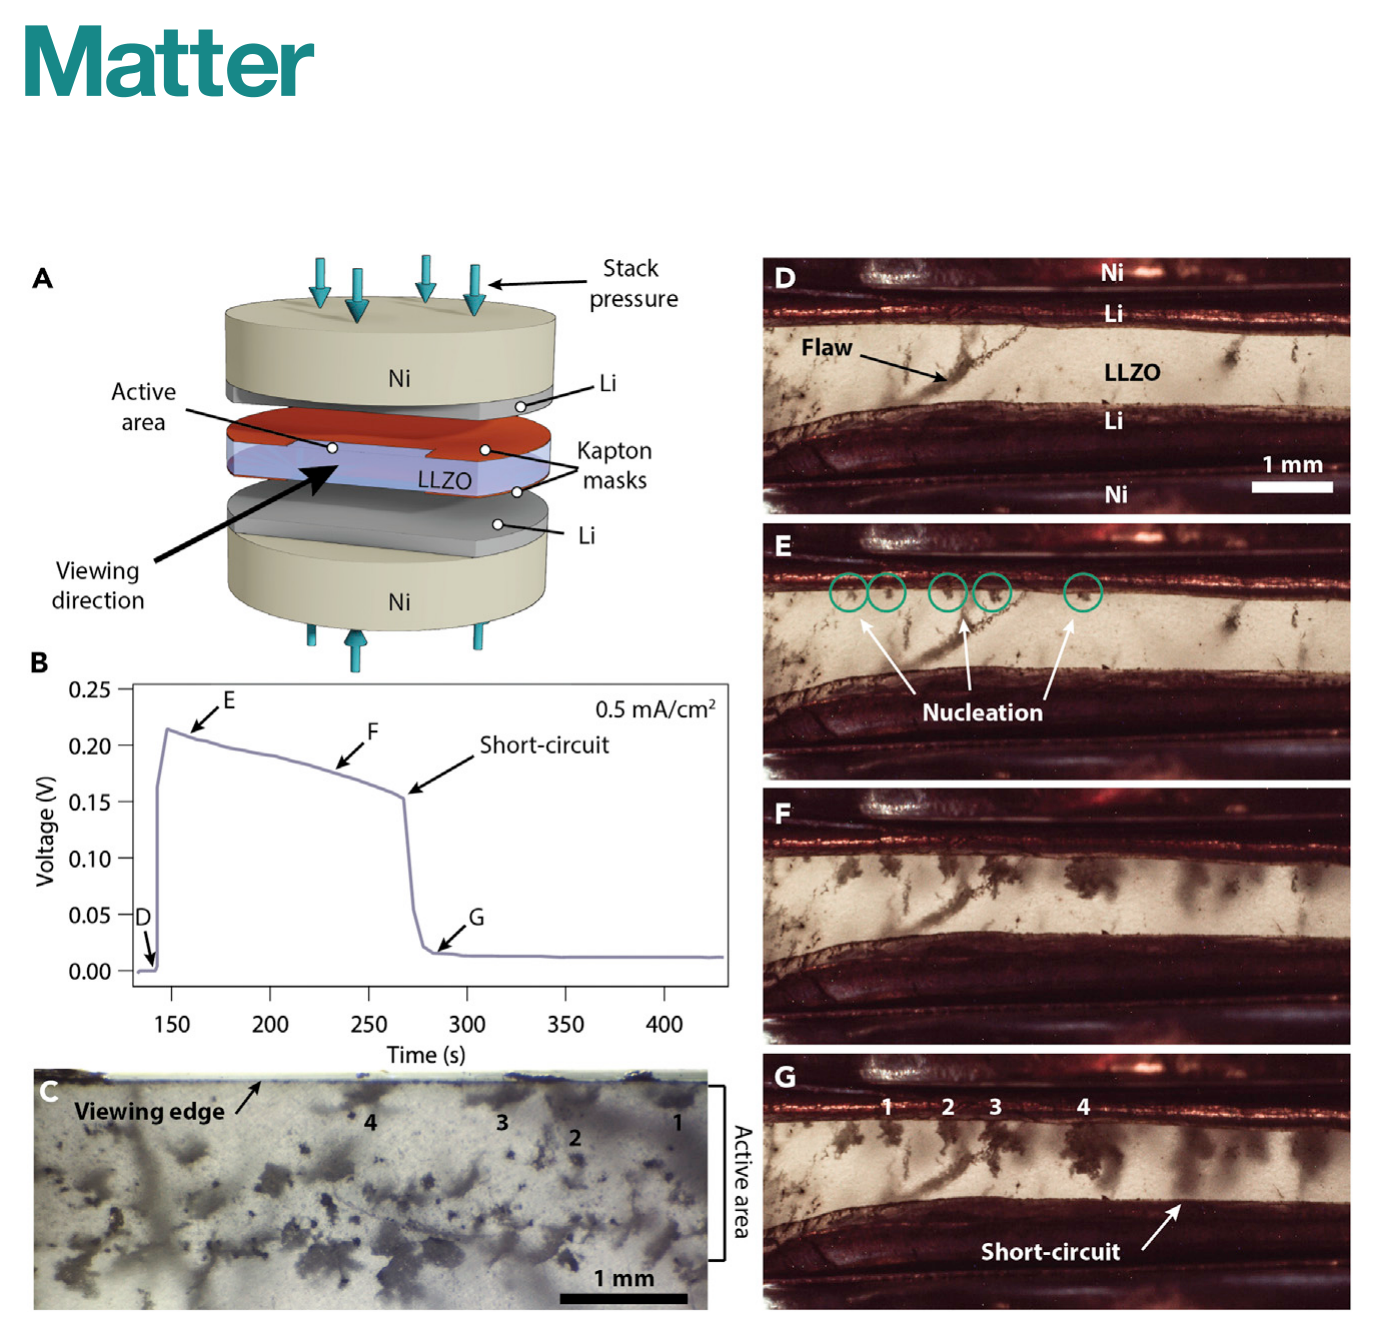 Matter
A
Stack
pressure
Ni
Li
Active
area
Kapton
masks
LLZO
Li
Viewing
direction
Ni
B
0.25
0.20
0.15
0.10
0.05
0.00
Voltage (V)
E
F
0.5 mA/cm²
Short-circuit
D
G
150
200
250
300
350
400
Time (s)
C
Viewing edge
4
3
2
1
Active area
1 mm
D
Ni
Li
Flaw
LLZO
Li
1 mm
Ni
E
Nucleation
F
G
1
2
3
4
Short-circuit